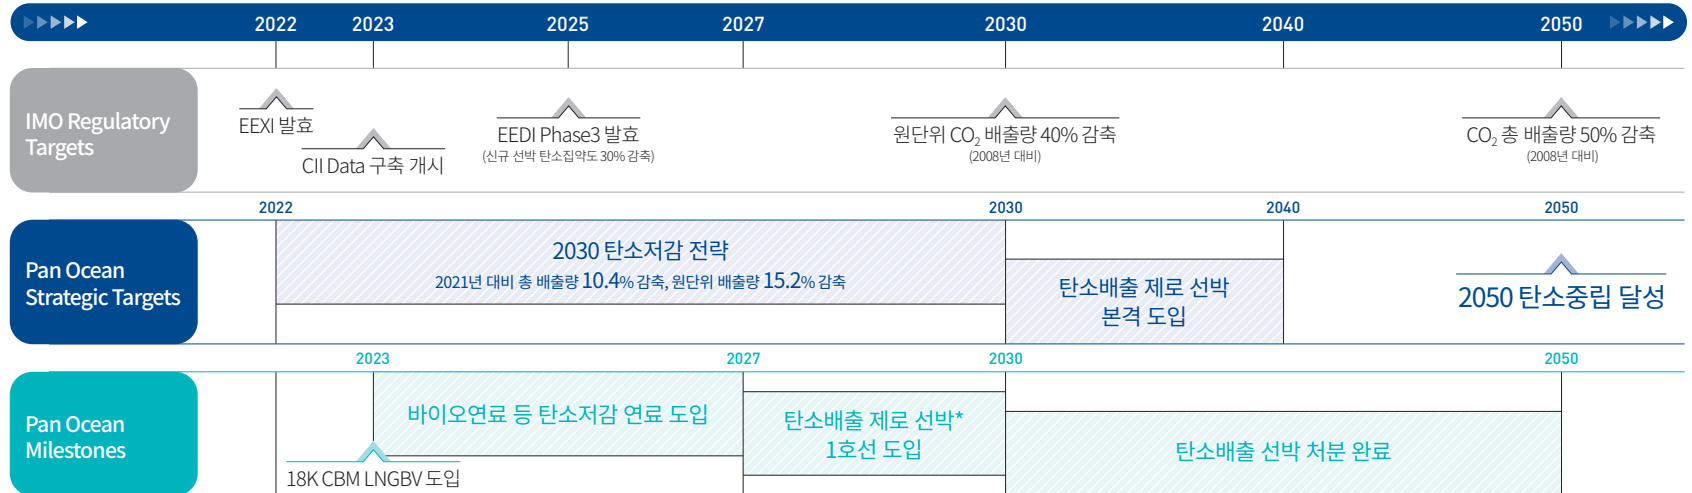 2022 2023 2025 2027 2030 2040 2050
IMO Regulatory
Targets
EEXI 발효
CII Data 구축 개시
EEDI Phase3 발효
(신규 선박 탄소집약도 30% 감축)
원단위 CO₂ 배출량 40% 감축
(2008년 대비)
CO₂ 총 배출량 50% 감축
(2008년 대비)
2022 2030 2040 2050
Pan Ocean
Strategic Targets
2030 탄소저감 전략
2021년 대비 총 배출량 10.4% 감축, 원단위 배출량 15.2% 감축
탄소배출 제로 선박
본격 도입
2050 탄소중립 달성
2023 2027 2030 2050
Pan Ocean
Milestones
바이오연료 등 탄소저감 연료 도입
18K CBM LNGBV 도입
탄소배출 제로 선박*
1호선 도입
탄소배출 선박 처분 완료